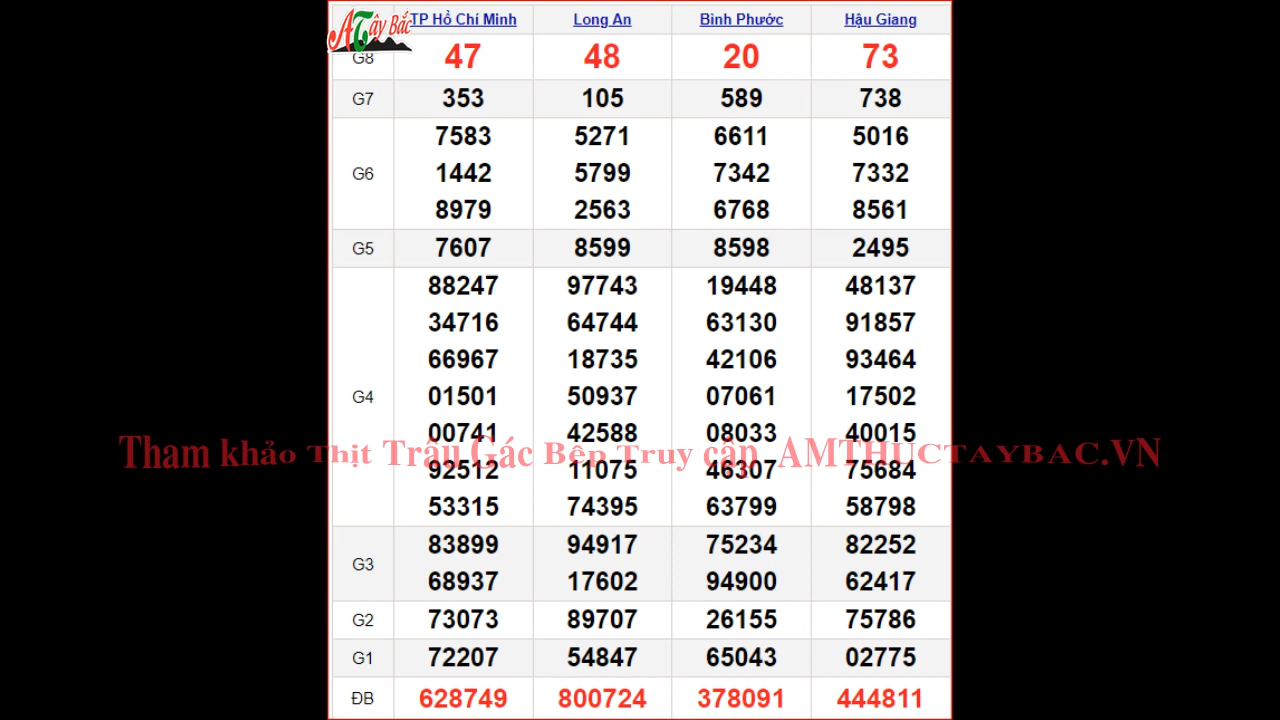 ATây Bắc
TP Hồ Chí Minh Long An Bình Phước Hậu Giang
G8 47 48 20 73
G7 353 105 589 738
7583 5271 6611 5016
G6 1442 5799 7342 7332
8979 2563 6768 8561
G5 7607 8599 8598 2495
88247 97743 19448 48137
34716 64744 63130 91857
66967 18735 42106 93464
G4 01501 50937 07061 17502
00741 42588 08033 40015
Tham khảo Thịt Trâu Gác Bếp Truy cập AMTHUCTAYBAC.VN
92512 11075 46307 75684
53315 74395 63799 58798
83899 94917 75234 82252
G3
68937 17602 94900 62417
G2 73073 89707 26155 75786
G1 72207 54847 65043 02775
ĐB 628749 800724 378091 444811